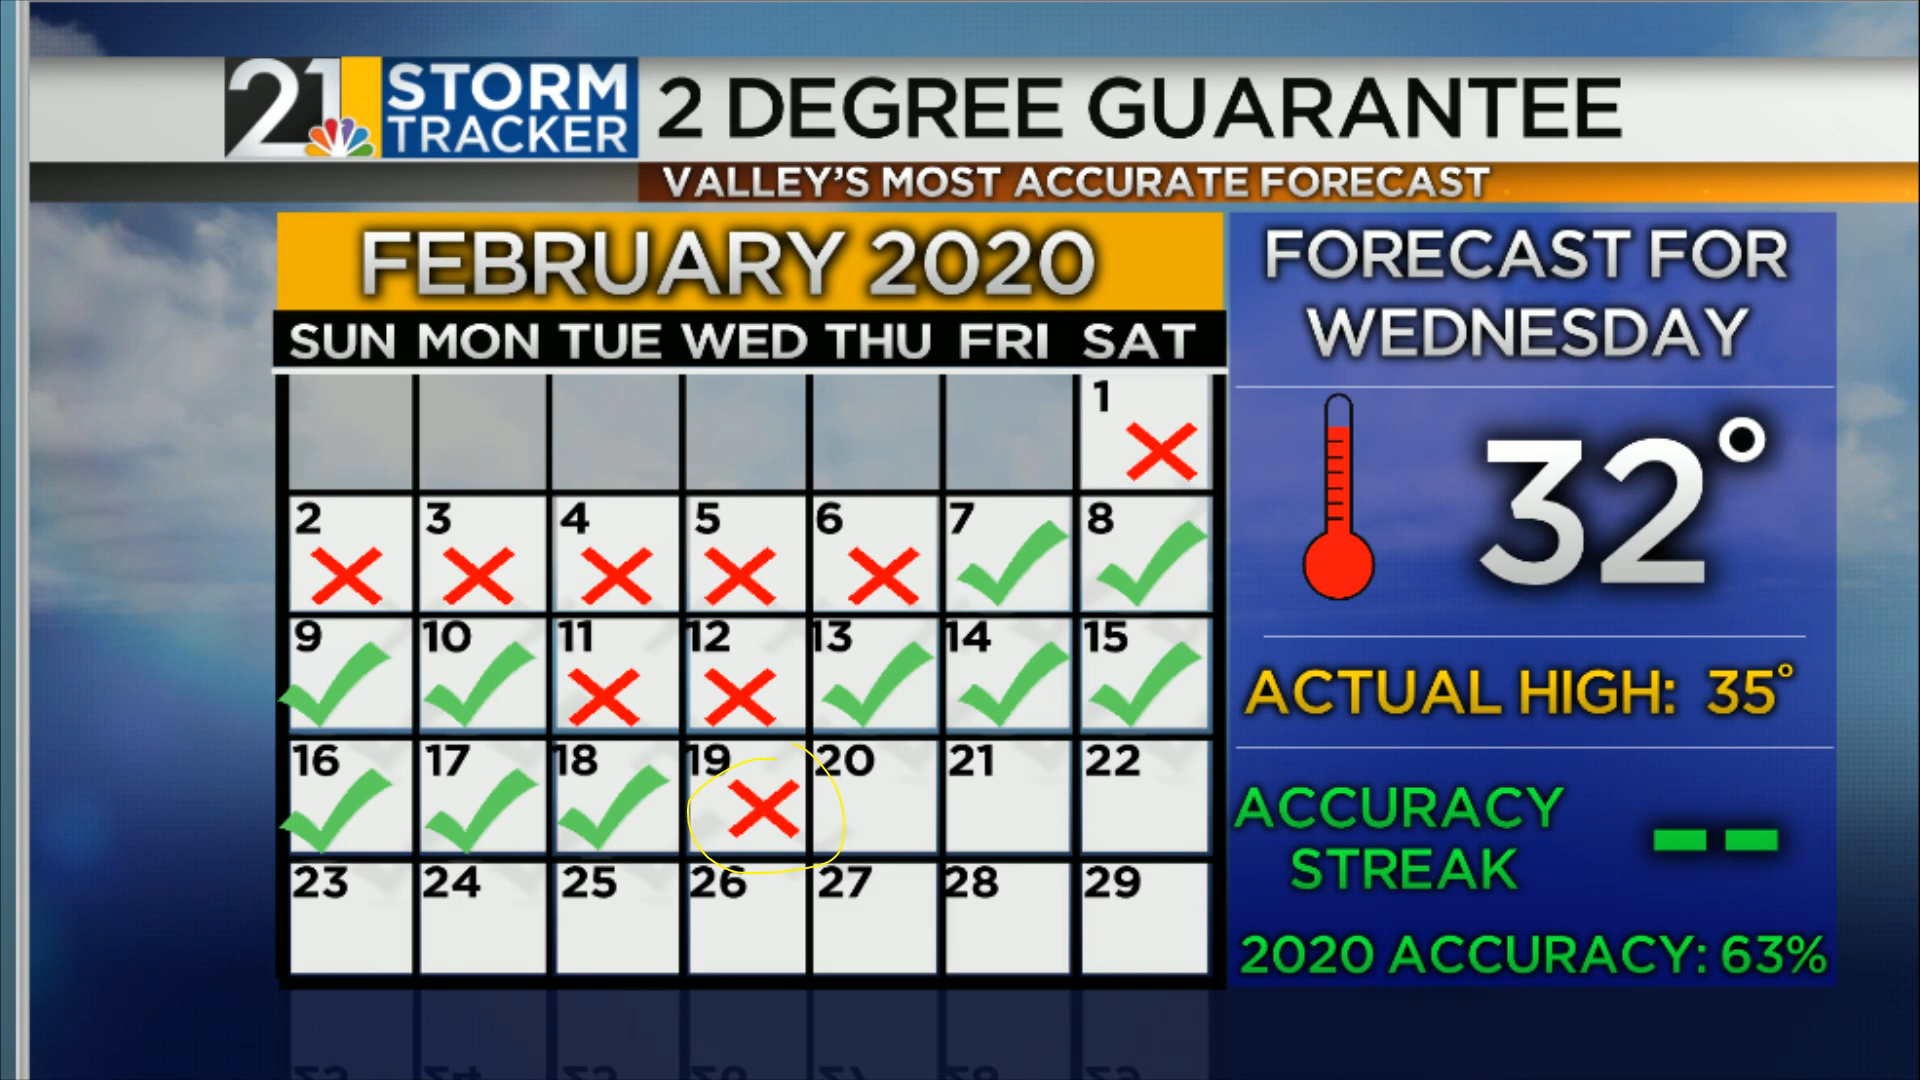 21 STORM TRACKER 2 DEGREE GUARANTEE
VALLEY'S MOST ACCURATE FORECAST
FEBRUARY 2020
SUN MON TUE WED THU FRI SAT
1
2 3 4 5 6 7 8
9 10 11 12 13 14 15
16 17 18 19 20 21 22
23 24 25 26 27 28 29
FORECAST FOR
WEDNESDAY
32°
ACTUAL HIGH: 35°
ACCURACY
STREAK --
2020 ACCURACY: 63%